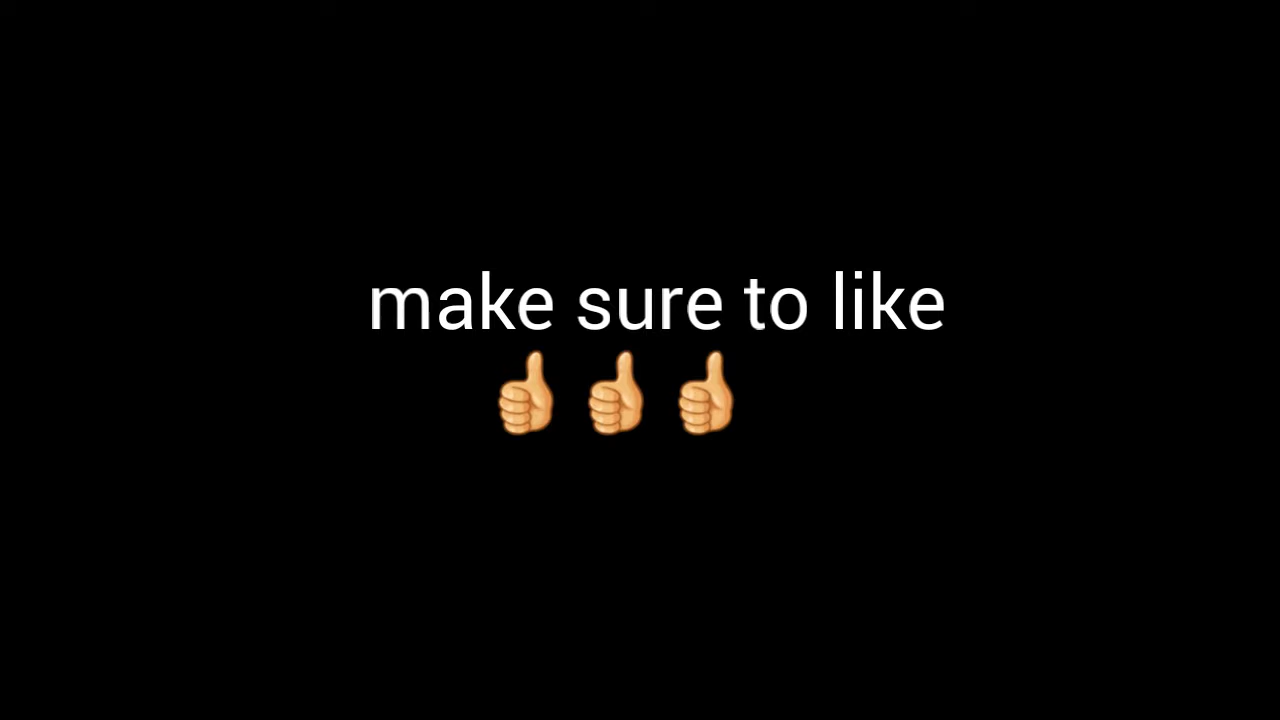 make sure to like
👍👍👍